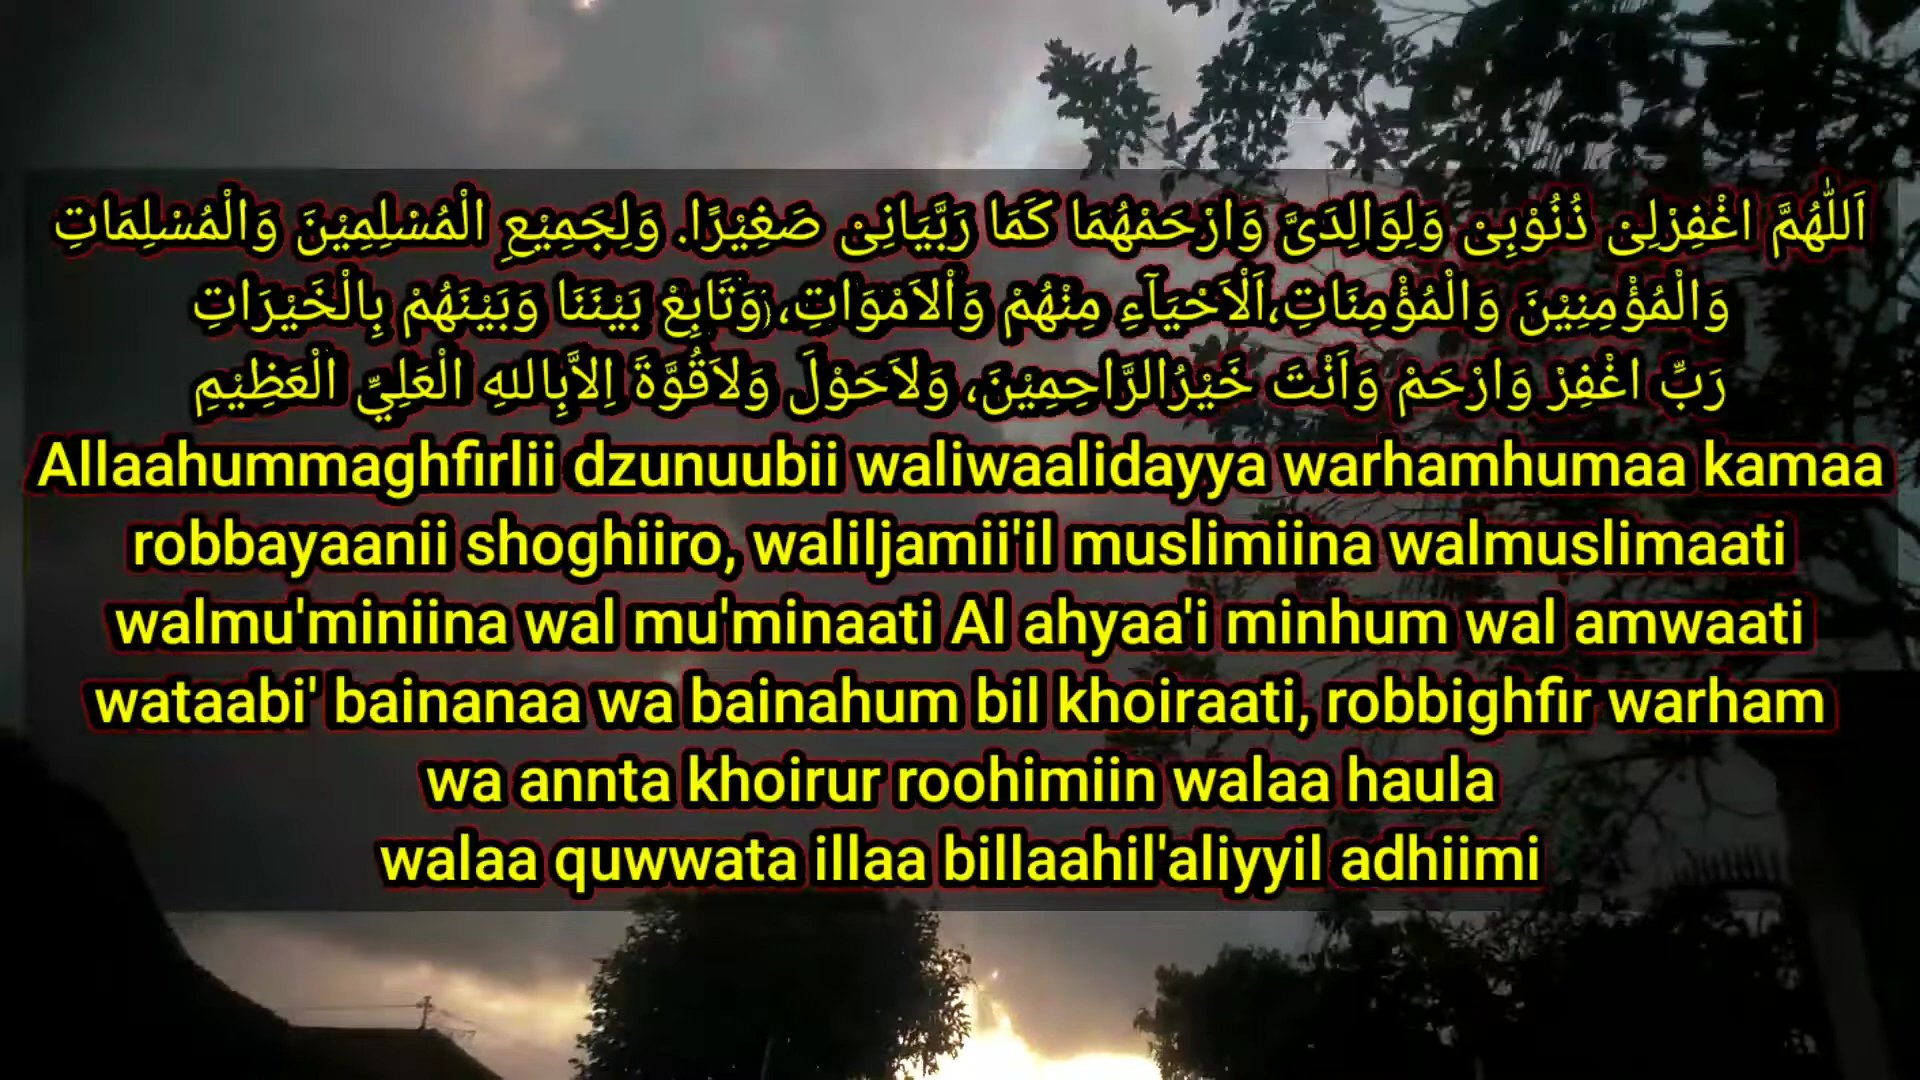 اَللّٰهُمَّ اغْفِرْلِىْ ذُنُوْبِىْ وَلِوَالِدَىَّ وَارْحَمْهُمَا كَمَا رَبَّيَانِىْ صَغِيْرًا. وَلِجَمِيْعِ الْمُسْلِمِيْنَ وَالْمُسْلِمَاتِ
وَالْمُؤْمِنِيْنَ وَالْمُؤْمِنَاتِ،اَلْاَحْيَآءِ مِنْهُمْ وَاْلاَمْوَاتِ، (وَتَابِعْ بَيْنَنَا وَبَيْنَهُمْ بِالْخَيْرَاتِ
رَبِّ اغْفِرْ وَارْحَمْ وَاَنْتَ خَيْرُالرَّاحِمِيْنَ، وَلاَحَوْلَ وَلاَقُوَّةَ اِلاَّبِاللهِ الْعَلِيِّ الْعَظِيْمِ
Allaahummaghfirlii dzunuubii waliwaalidayya warhamhumaa kamaa
robbayaanii shoghiiro, waliljamii'il muslimiina walmuslimaati
walmu'miniina wal mu'minaati Al ahyaa'i minhum wal amwaati
wataabi' bainanaa wa bainahum bil khoiraati, robbighfir warham
wa annta khoirur roohimiin walaa haula
walaa quwwata illaa billaahil'aliyyil adhiimi